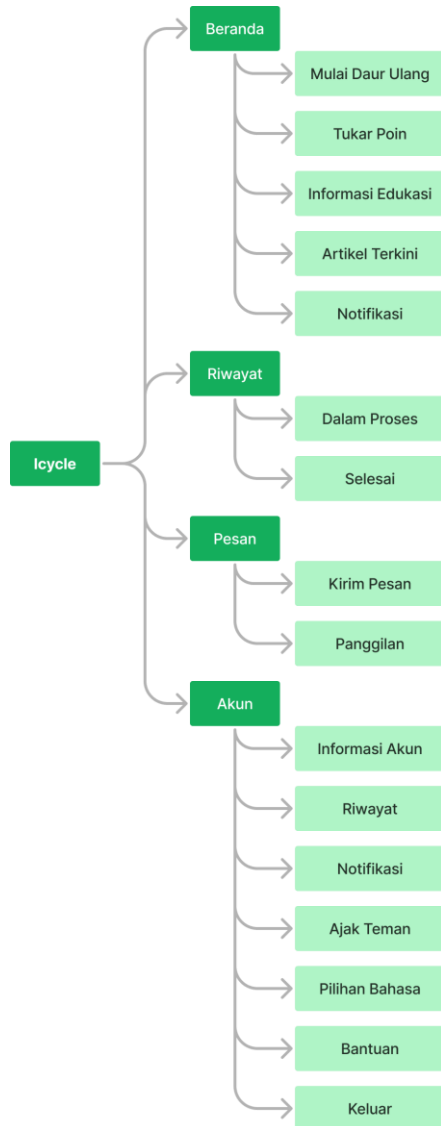 Beranda
Mulai Daur Ulang
Tukar Poin
Informasi Edukasi
Artikel Terkini
Notifikasi
Riwayat
Dalam Proses
Icycle
Selesai
Pesan
Kirim Pesan
Panggilan
Akun
Informasi Akun
Riwayat
Notifikasi
Ajak Teman
Pilihan Bahasa
Bantuan
Keluar